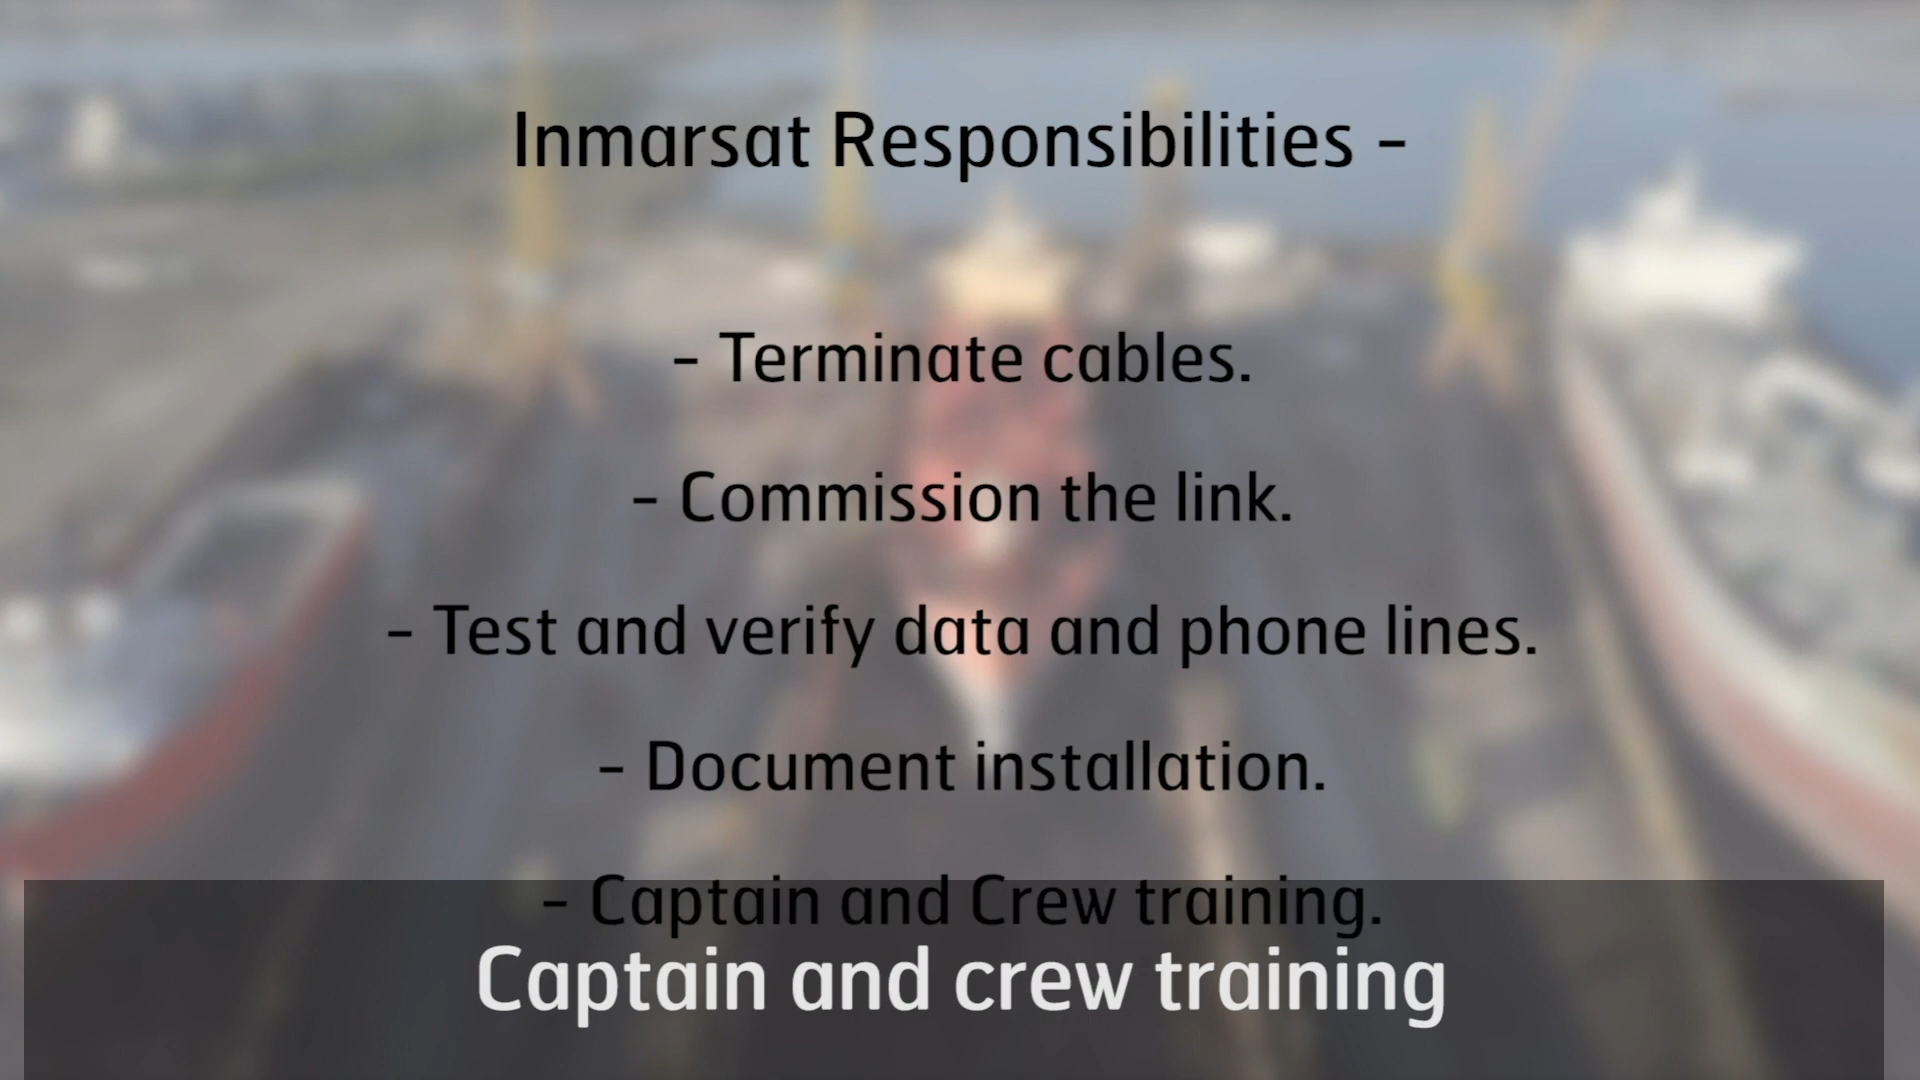 Inmarsat Responsibilities -
- Terminate cables.
- Commission the link.
- Test and verify data and phone lines.
- Document installation.
- Captain and Crew training.
Captain and crew training